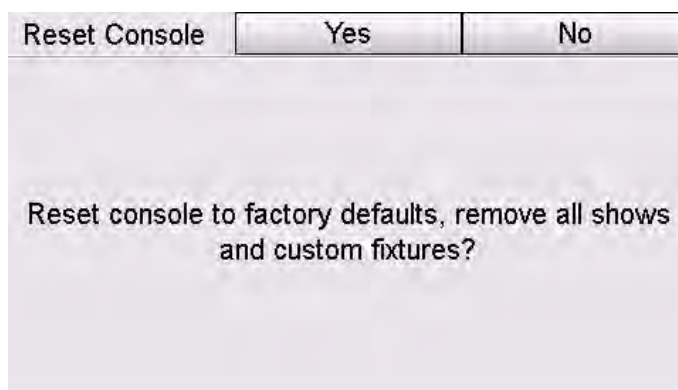 Reset Console Yes No
Reset console to factory defaults, remove all shows
and custom fixtures?